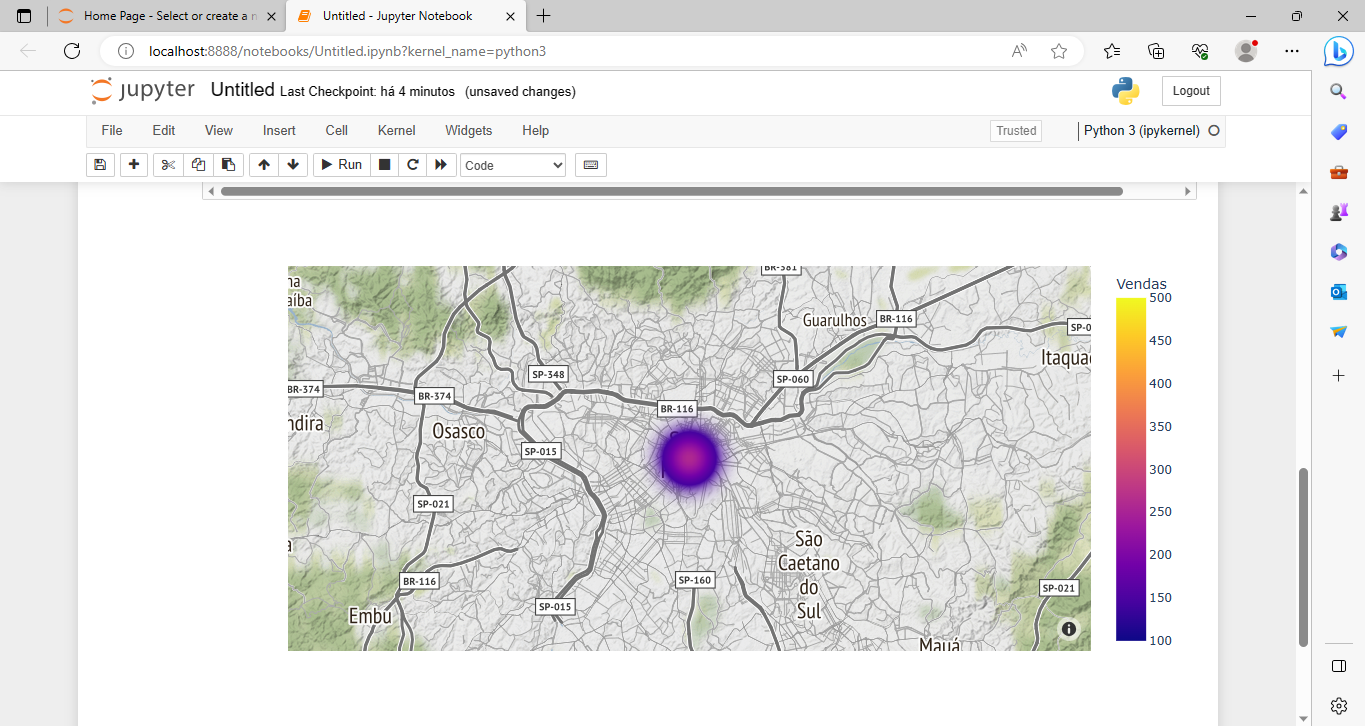 Home Page - Select or create a n
Untitled - Jupyter Notebook
localhost:8888/notebooks/Untitled.ipynb?kernel_name=python3
jupyter Untitled Last Checkpoint: há 4 minutos (unsaved changes)
Logout
File Edit View Insert Cell Kernel Widgets Help
Trusted
Python 3 (ipykernel)
Run
Code
BR-381
na
aíba
Guarulhos
BR-116
SP-0
Itaquac
SP-348
SP-060
BR-374
BR-374
BR-116
ndira
Osasco
SP-015
SP-021
São
Caetano
do
Sul
BR-116
SP-160
SP-021
Embu
SP-015
Mauá
Vendas
500
450
400
350
300
250
200
150
100